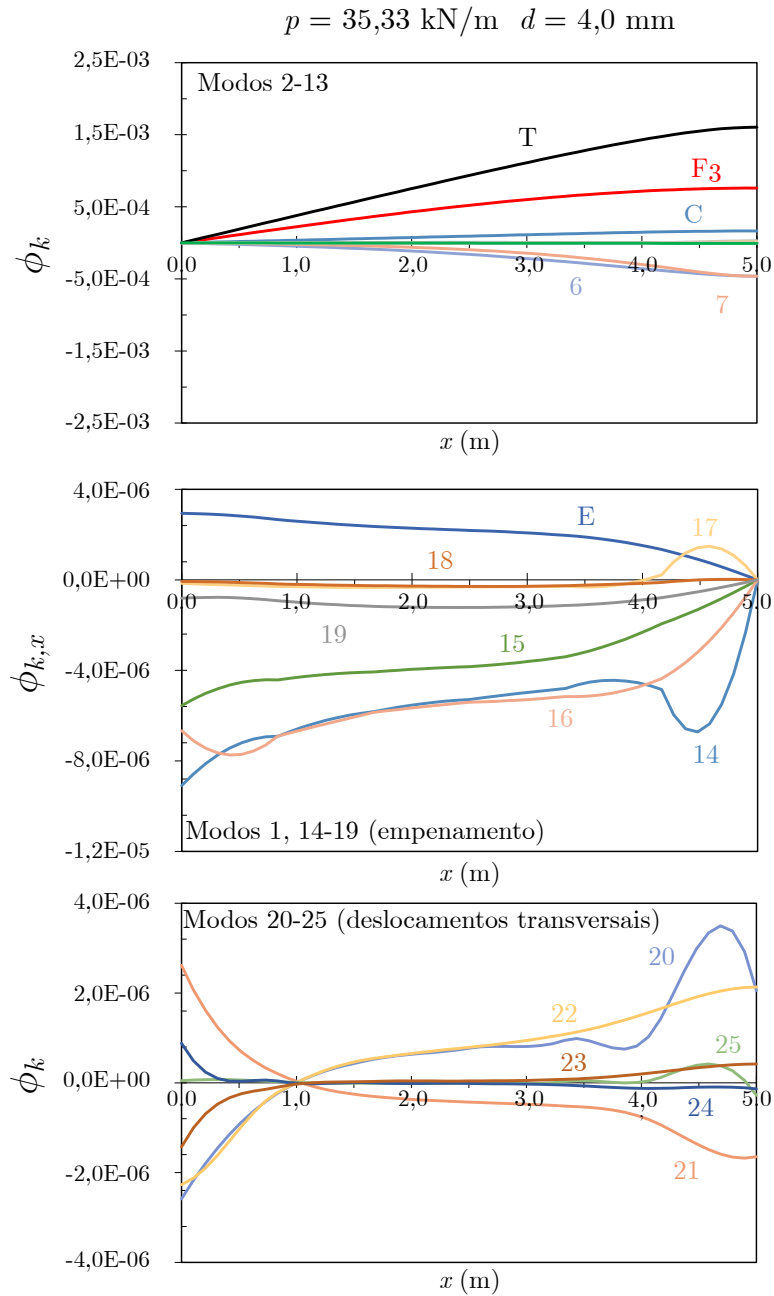 p = 35,33 kN/m d = 4,0 mm
2,5E-03
Modos 2-13
1,5E-03
T
F3
5,0E-04
C
ϕk
0,0 1,0 2,0 3,0 4,0 5,0
-5,0E-04
6
7
-1,5E-03
-2,5E-03
x (m)
4,0E-06
E
17
18
0,0E+00
0,0 1,0 2,0 3,0 4,0 5,0
19
15
ϕk,x
-4,0E-06
16
14
-8,0E-06
Modos 1, 14-19 (empenamento)
-1,2E-05
x (m)
4,0E-06
Modos 20-25 (deslocamentos transversais)
20
2,0E-06
22
23
25
ϕk
0,0E+00
0,0 1,0 2,0 3,0 4,0 5,0
24
21
-2,0E-06
-4,0E-06
x (m)